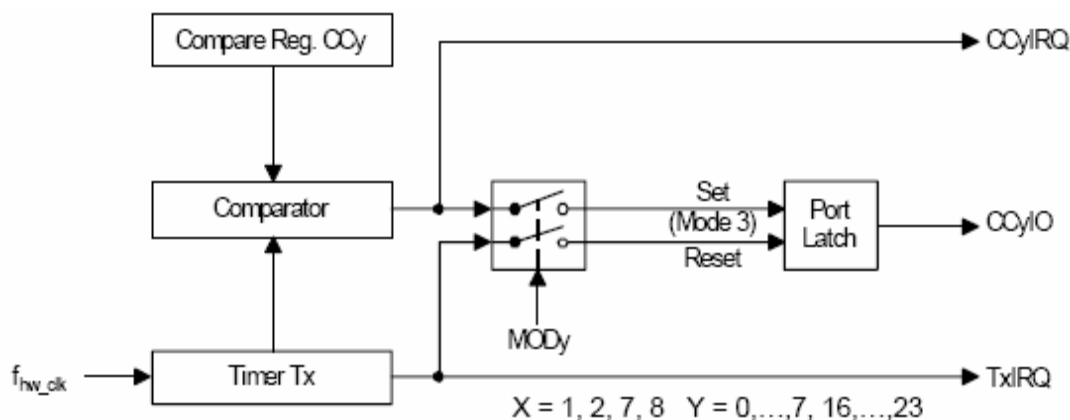 Compare Reg. CCy
CCyIRQ
Comparator
Set
(Mode 3)
Reset
Port
Latch
CCyIO
MODy
fhw_clk
Timer Tx
TxIRQ
X = 1, 2, 7, 8 Y = 0,...,7, 16,...,23